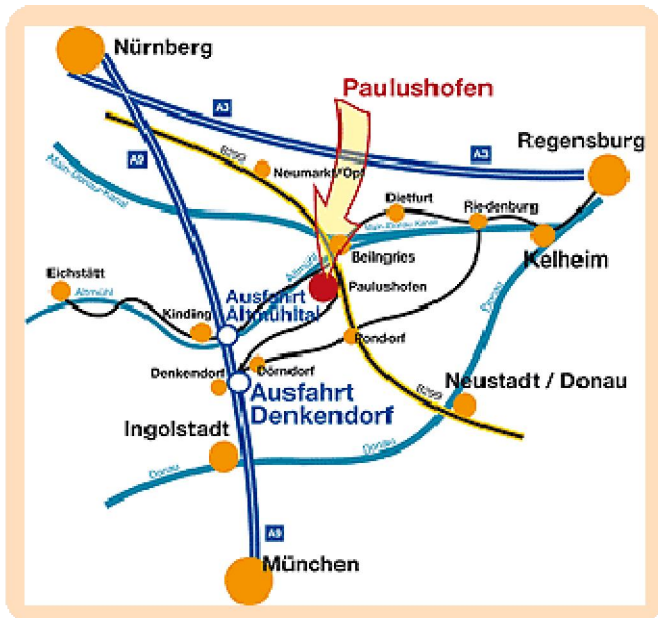 Nürnberg
Paulushofen
A3
Regensburg
A9
B299
A3
Neumarkt/Opf
Main-Donau-Kanal
Dietfurt
Riedenburg
Main-Donau-Kanal
Beilngries
Kelheim
Altmühl
Eichstätt
Altmühl
Paulushofen
Donau
Ausfahrt
Altmühltal
Kinding
Pondorf
Denkendorf
Dörndorf
Ausfahrt
Denkendorf
B299
Neustadt / Donau
Ingolstadt
Donau
Donau
A9
München